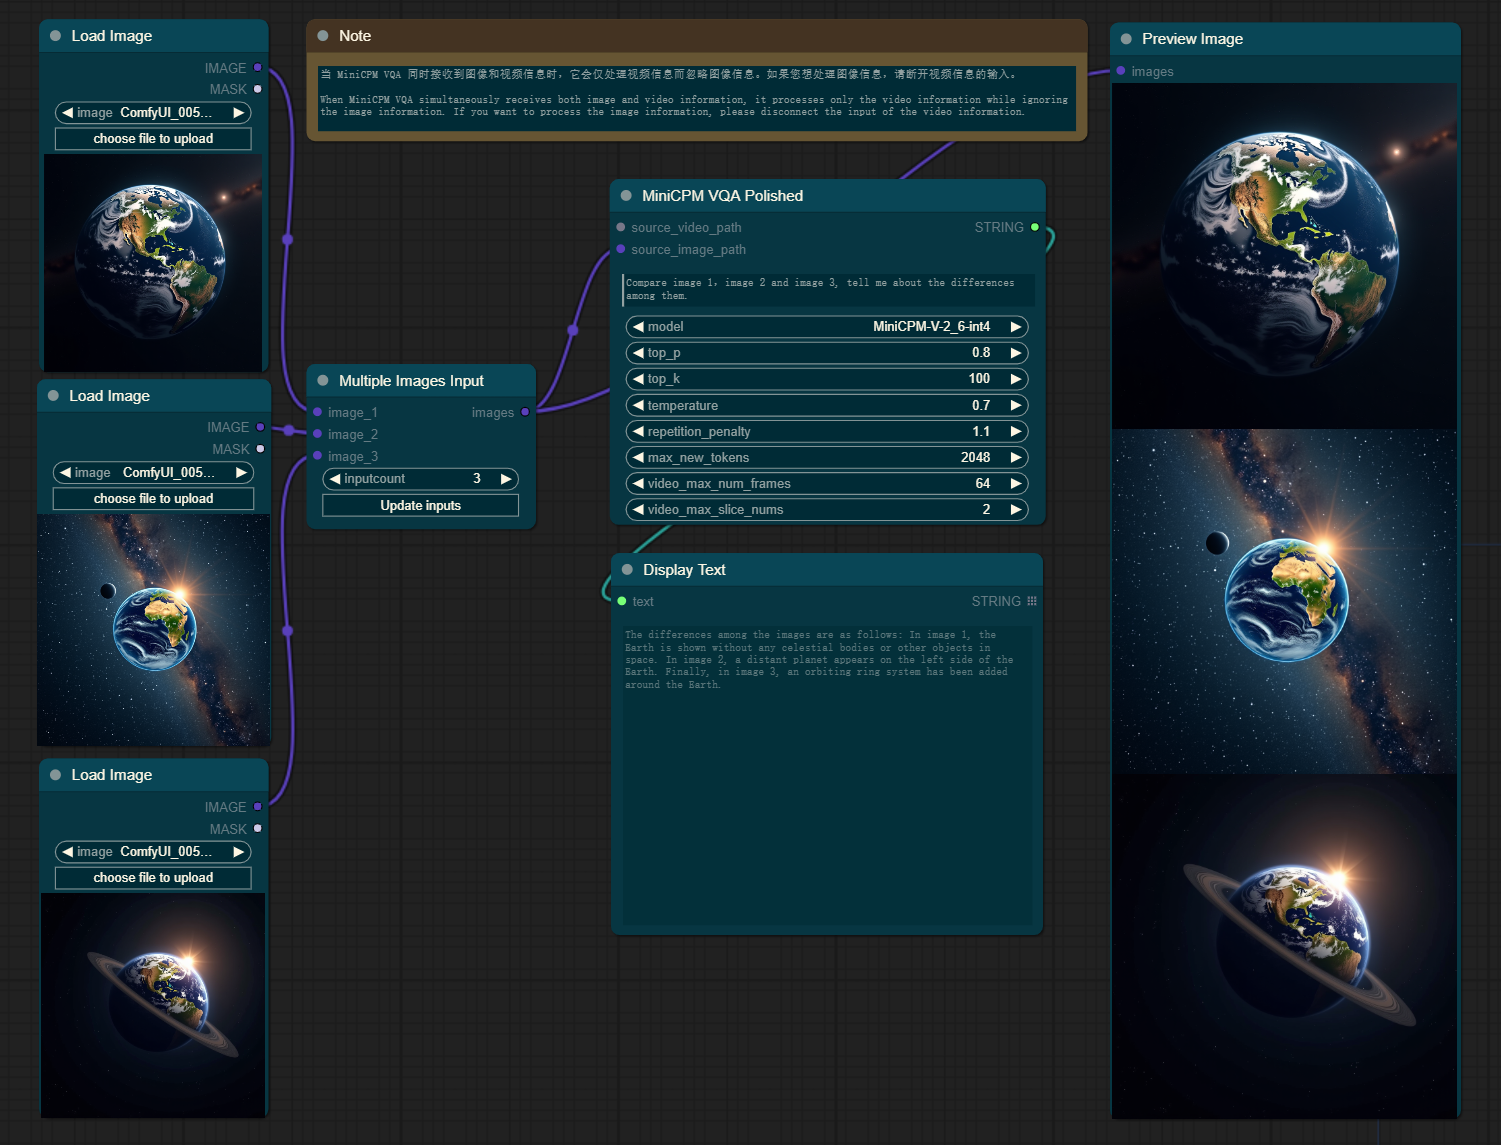 Load Image
IMAGE
MASK
image ComfyUI_005...
choose file to upload
Load Image
IMAGE
MASK
image ComfyUI_005...
choose file to upload
Load Image
IMAGE
MASK
image ComfyUI_005...
choose file to upload
Note
当 MiniCPM VQA 同时接收到图像和视频信息时，它会仅处理视频信息而忽略图像信息。如果您想处理图像信息，请断开视频信息的输入。
When MiniCPM VQA simultaneously receives both image and video information, it processes only the video information while ignoring
the image information. If you want to process the image information, please disconnect the input of the video information.
Multiple Images Input
image_1 images
image_2
image_3
inputcount 3
Update inputs
MiniCPM VQA Polished
source_video_path STRING
source_image_path
Compare image 1, image 2 and image 3, tell me about the differences
among them.
model MiniCPM-V-2_6-int4
top_p 0.8
top_k 100
temperature 0.7
repetition_penalty 1.1
max_new_tokens 2048
video_max_num_frames 64
video_max_slice_nums 2
Display Text
text STRING
The differences among the images are as follows: In image 1, the
Earth is shown without any celestial bodies or other objects in
space. In image 2, a distant planet appears on the left side of the
Earth. Finally, in image 3, an orbiting ring system has been added
around the Earth.
Preview Image
images